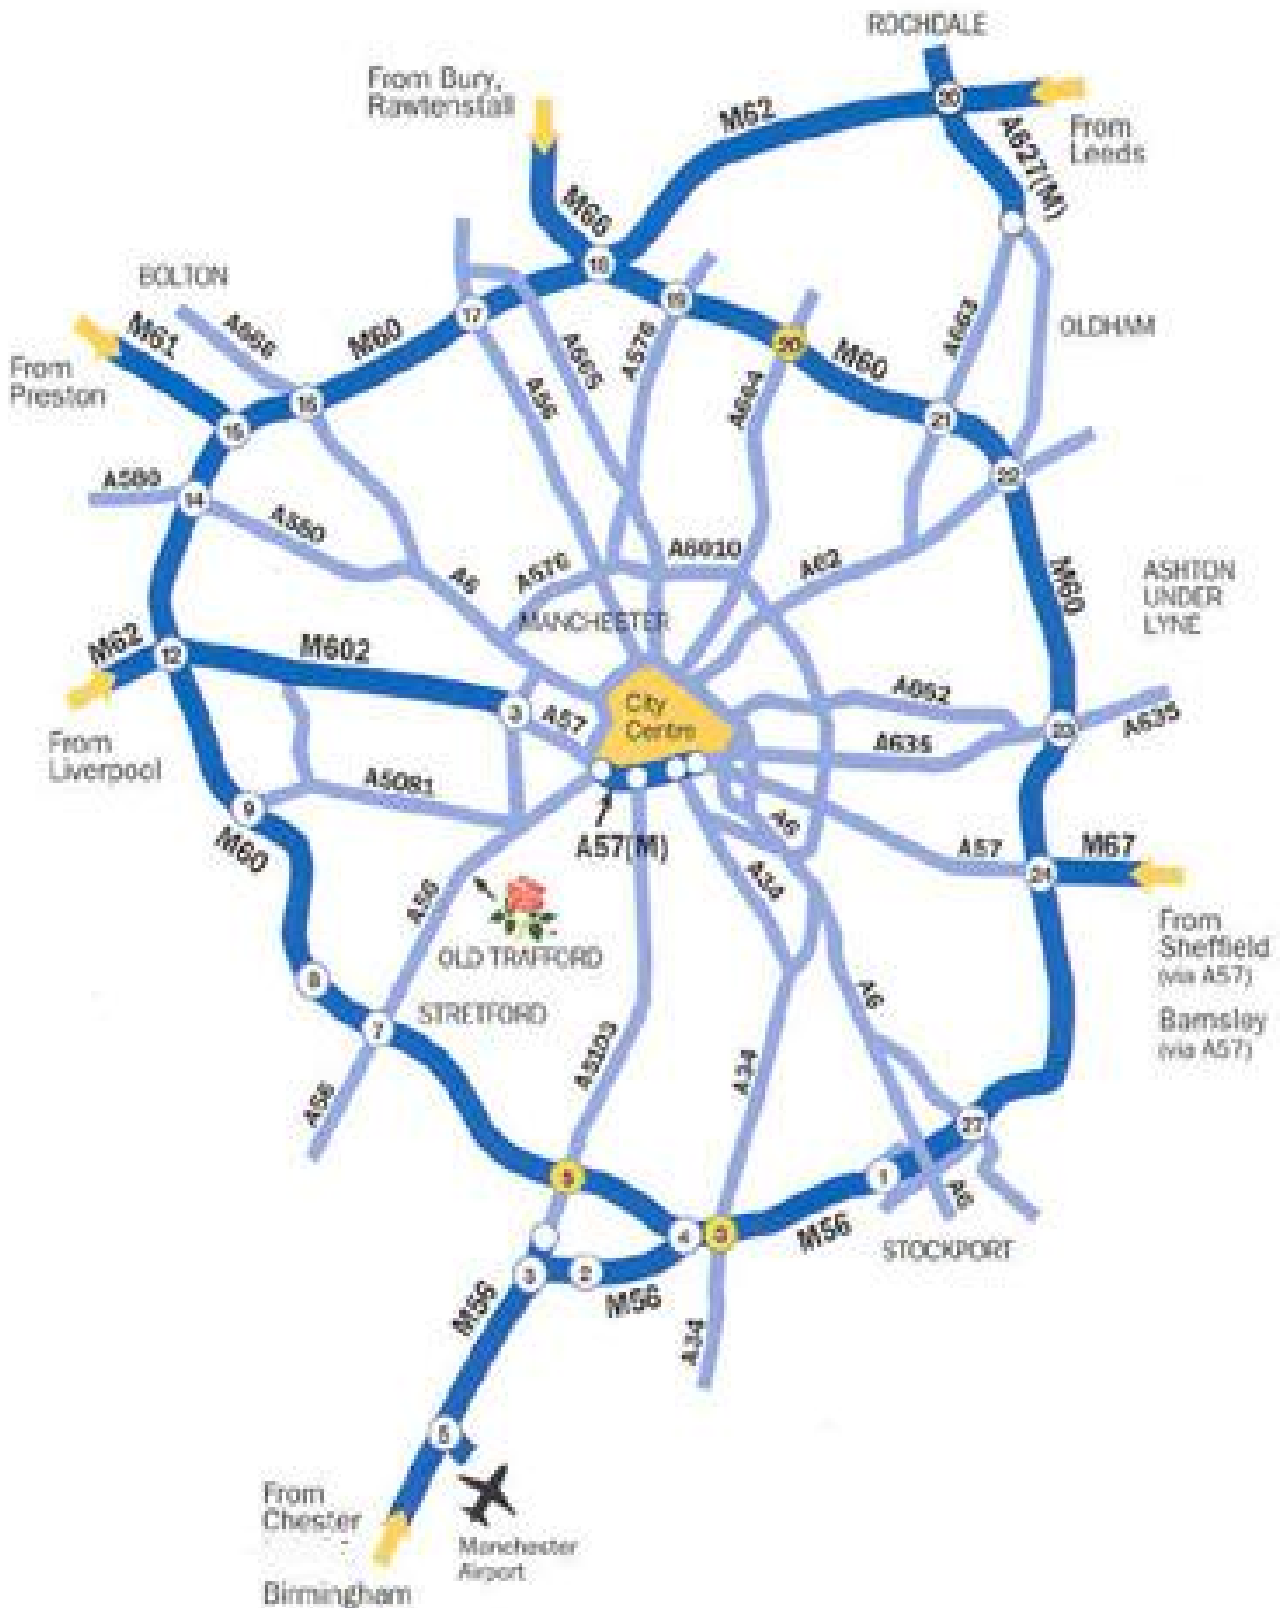 ROCHDALE
From Bury,
Rawtenstall
M62
20
From
Leeds
A627(M)
M66
18
BOLTON
19
17
A666
M60
M61
A665
A576
20
M60
A663
OLDHAM
From
Preston
16
A56
A664
21
15
22
A580
14
A580
A6
A576
A6010
A62
M60
ASHTON
UNDER
LYNE
MANCHESTER
M62
12
M602
A662
City
Centre
3
A57
23
A635
A635
From
Liverpool
A5081
9
M60
A6
A57(M)
A57
M67
24
A34
A56
From
Sheffield
(via A57)
OLD TRAFFORD
8
A6
STRETFORD
7
Barnsley
(via A57)
A5103
A34
A56
27
5
1
A6
4
3
M56
STOCKPORT
3
2
M56
M56
A34
5
From
Chester
Manchester
Airport
Birmingham